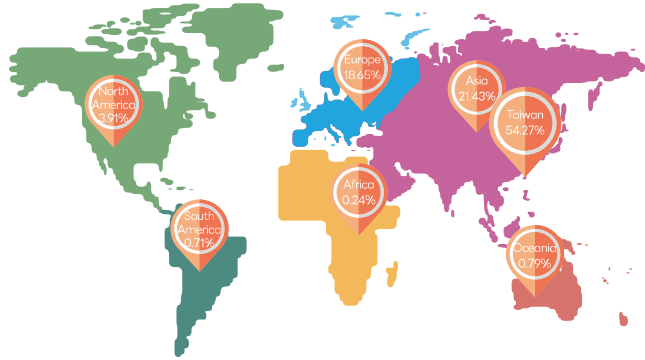 Europe
18.65%
Asia
21.43%
North
America
3.91%
Taiwan
54.27%
Africa
0.24%
South
America
0.71%
Oceania
0.79%